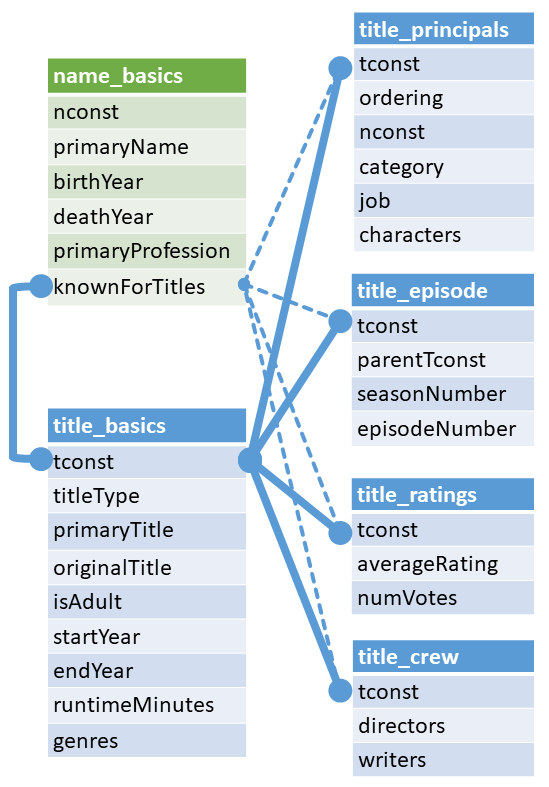 name_basics
nconst
primaryName
birthYear
deathYear
primaryProfession
knownForTitles
title_basics
tconst
titleType
primaryTitle
originalTitle
isAdult
startYear
endYear
runtimeMinutes
genres
title_principals
tconst
ordering
nconst
category
job
characters
title_episode
tconst
parentTconst
seasonNumber
episodeNumber
title_ratings
tconst
averageRating
numVotes
title_crew
tconst
directors
writers